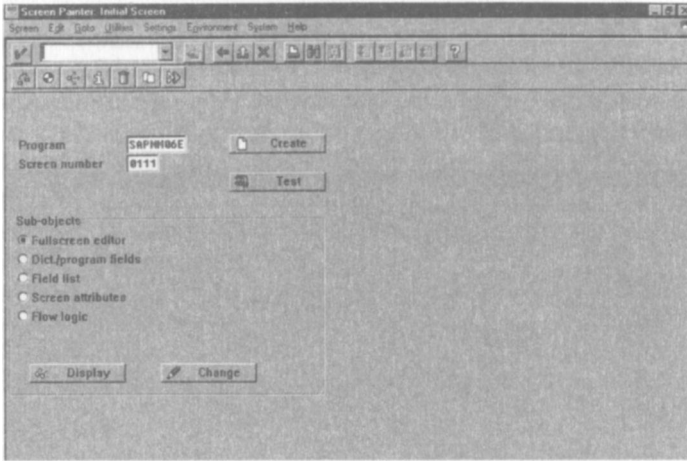 Screen Painter: Initial Screen
Screen Edit Goto Utilities Settings Environment System Help
Program SAPMM06E Create
Screen number 0111
Test
Sub-objects
Fullscreen editor
Dict./program fields
Field list
Screen attributes
Flow logic
Display Change